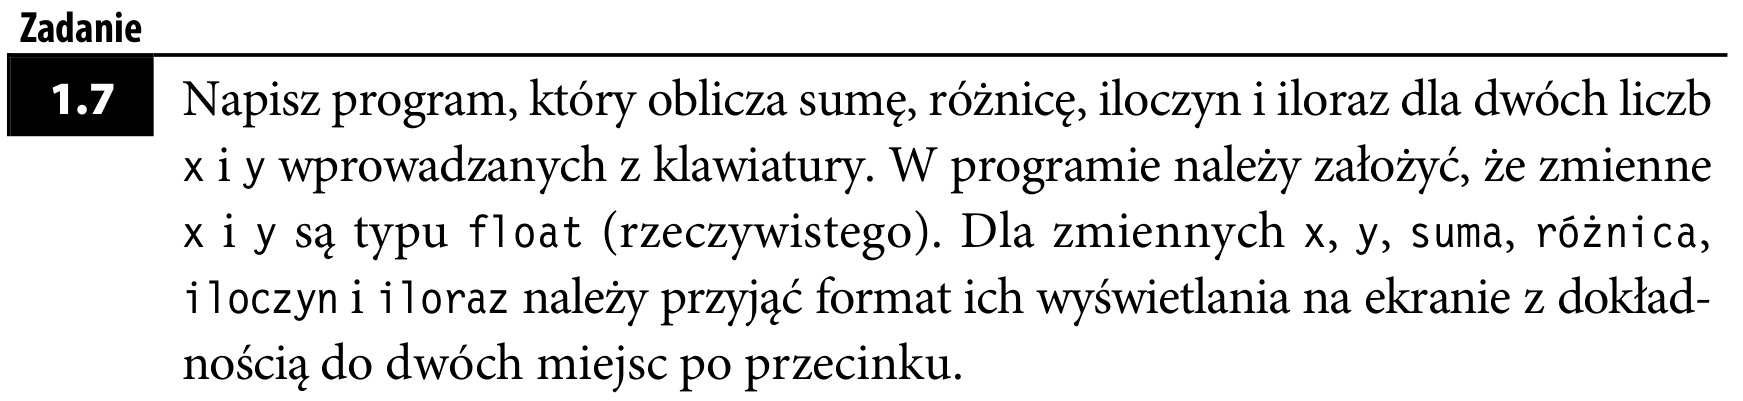 Zadanie
1.7 Napisz program, który oblicza sumę, różnicę, iloczyn i iloraz dla dwóch liczb
x i y wprowadzanych z klawiatury. W programie należy założyć, że zmienne
x i y są typu float (rzeczywistego). Dla zmiennych x, y, suma, różnica,
iloczyn i iloraz należy przyjąć format ich wyświetlania na ekranie z dokład-
nością do dwóch miejsc po przecinku.